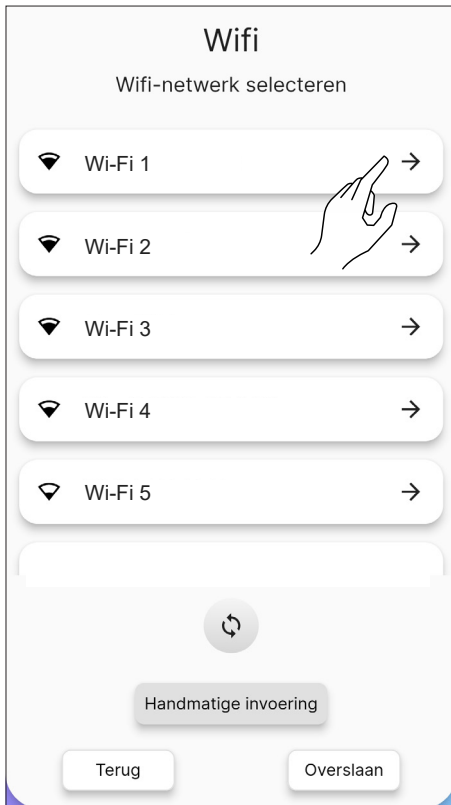 Wifi
Wifi-netwerk selecteren
Wi-Fi 1
Wi-Fi 2
Wi-Fi 3
Wi-Fi 4
Wi-Fi 5
Handmatige invoering
Terug
Overslaan